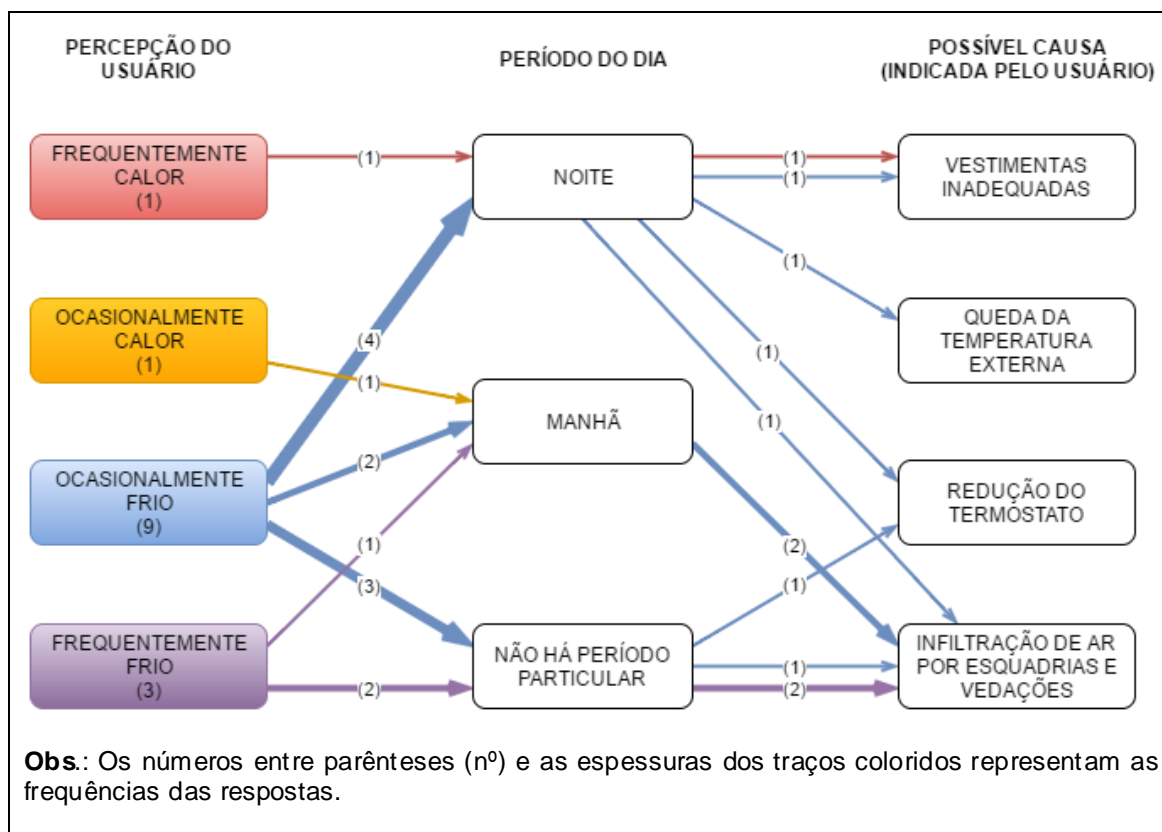 PERCEPÇÃO DO
USUÁRIO
PERÍODO DO DIA
POSSÍVEL CAUSA
(INDICADA PELO USUÁRIO)
FREQUENTEMENTE
CALOR
(1)
(1)
NOITE
(1)
(1)
VESTIMENTAS
INADEQUADAS
(1)
OCASIONALMENTE
CALOR
(1)
(4)
(1)
MANHÃ
(1)
(1)
QUEDA DA
TEMPERATURA
EXTERNA
OCASIONALMENTE
FRIO
(9)
(2)
(1)
(3)
(2)
(1)
REDUÇÃO DO
TERMOSTATO
FREQUENTEMENTE
FRIO
(3)
(2)
NÃO HÁ PERÍODO
PARTICULAR
(1)
(2)
INFILTRAÇÃO DE AR
POR ESQUADRIAS E
VEDAÇÕES
Obs.: Os números entre parênteses (nº) e as espessuras dos traços coloridos representam as
frequências das respostas.